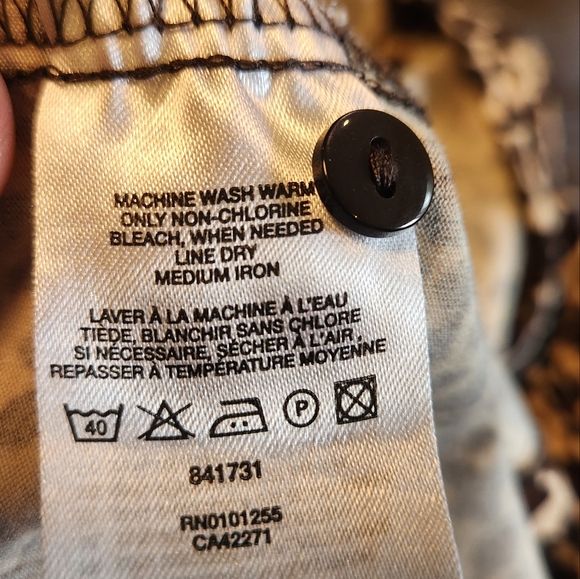 MACHINE WASH WARM
ONLY NON-CHLORINE
BLEACH, WHEN NEEDED
LINE DRY
MEDIUM IRON
LAVER À LA MACHINE À L'EAU
TIÈDE, BLANCHIR SANS CHLORE
SI NÉCESSAIRE, SÉCHER À L'AIR,
REPASSER À TEMPÉRATURE MOYENNE
40 P
841731
RN0101255
CA42271